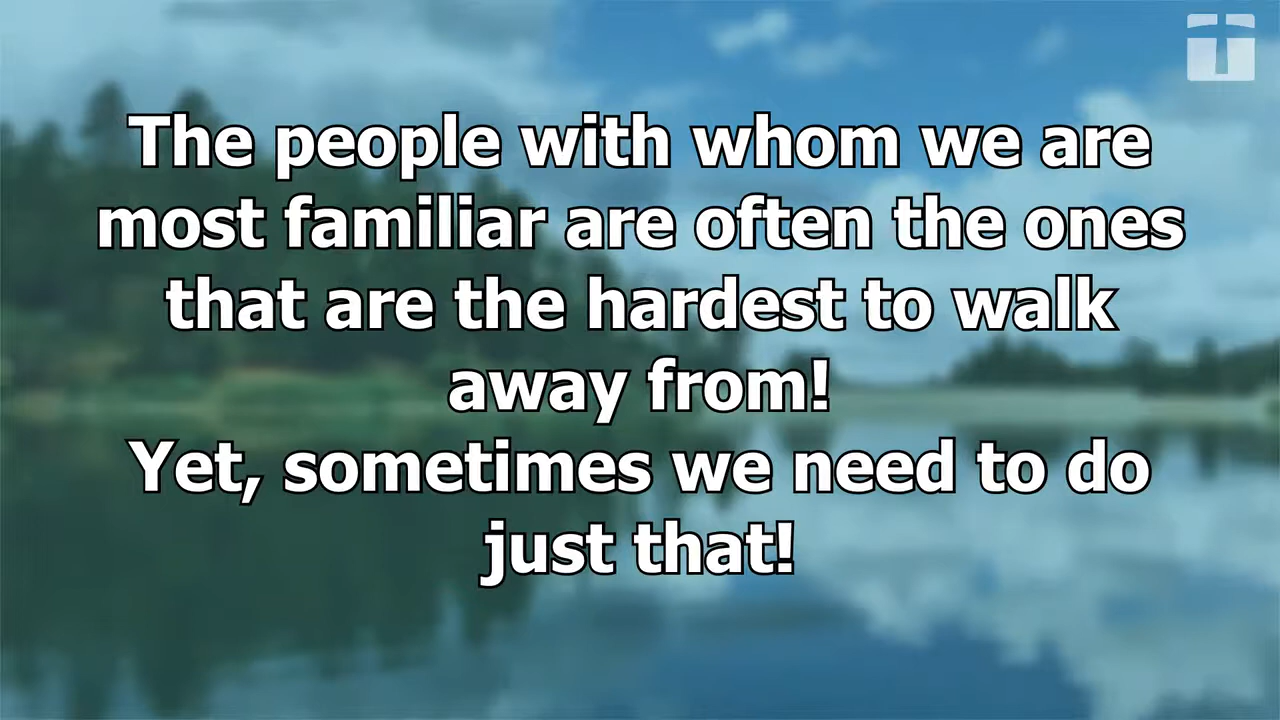 The people with whom we are
most familiar are often the ones
that are the hardest to walk
away from!
Yet, sometimes we need to do
just that!